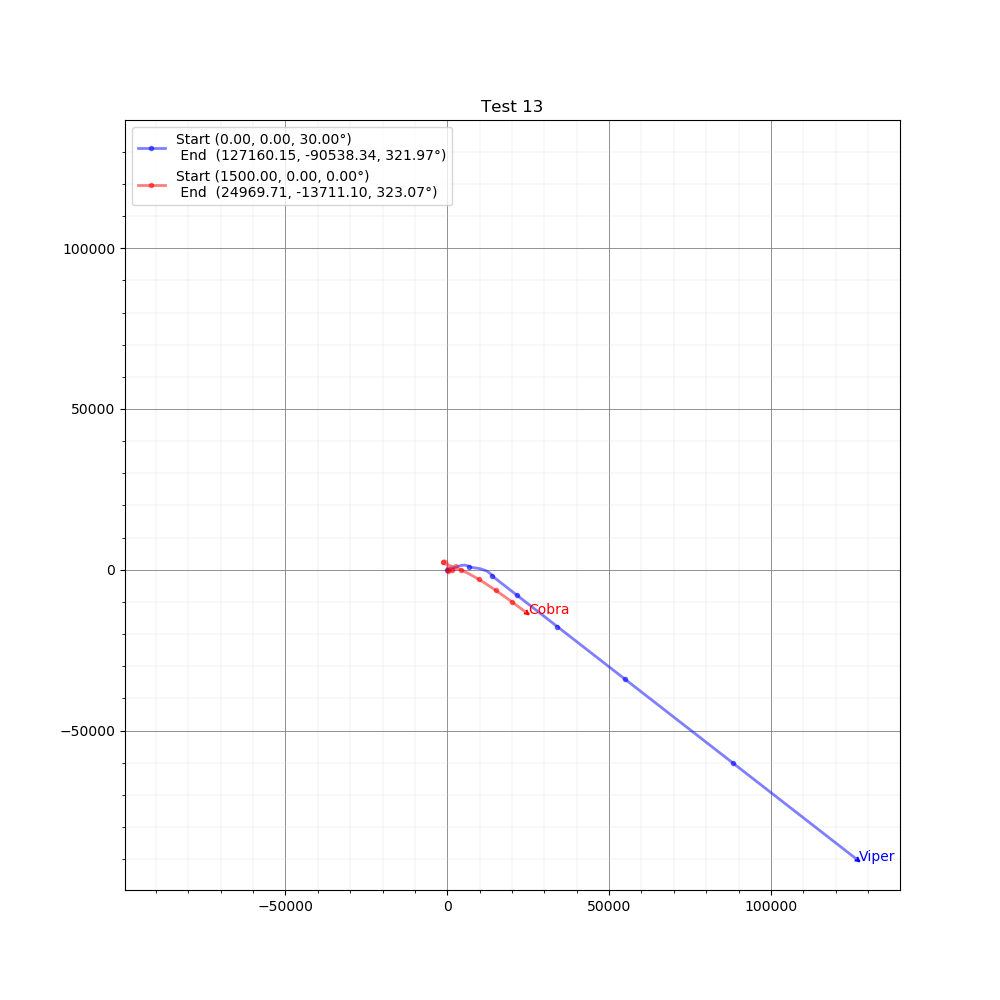 Test 13
Start (0.00, 0.00, 30.00°)
End (127160.15, -90538.34, 321.97°)
Start (1500.00, 0.00, 0.00°)
End (24969.71, -13711.10, 323.07°)
100000
50000
0
−50000
Cobra
Viper
−50000
0
50000
100000